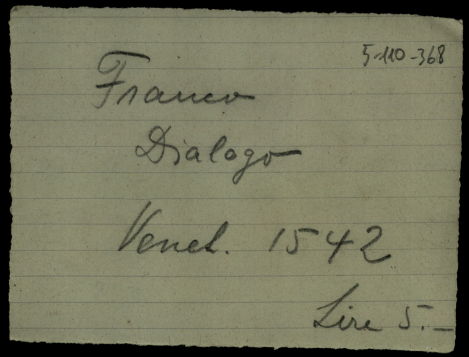 5-110-368
Franco
Dialogo
Venet. 1542
Lire 5.-